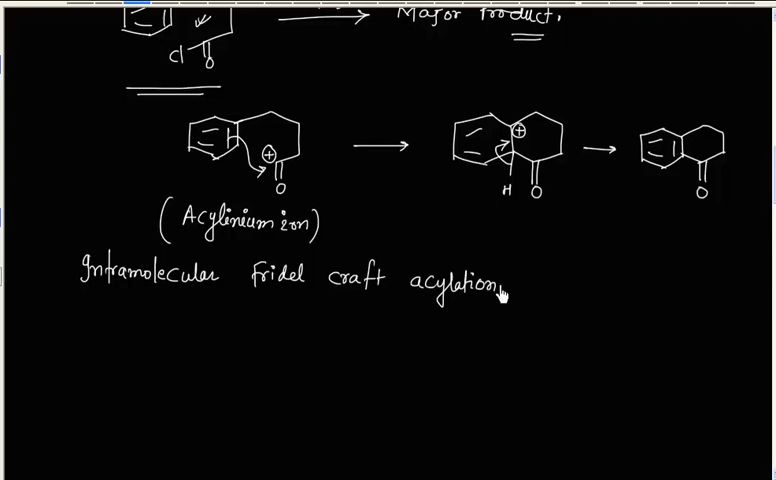 Major Product.
Cl
O
⊕
O
⊕
H
O
O
(Acylinium ion)
Intramolecular fridel craft acylation